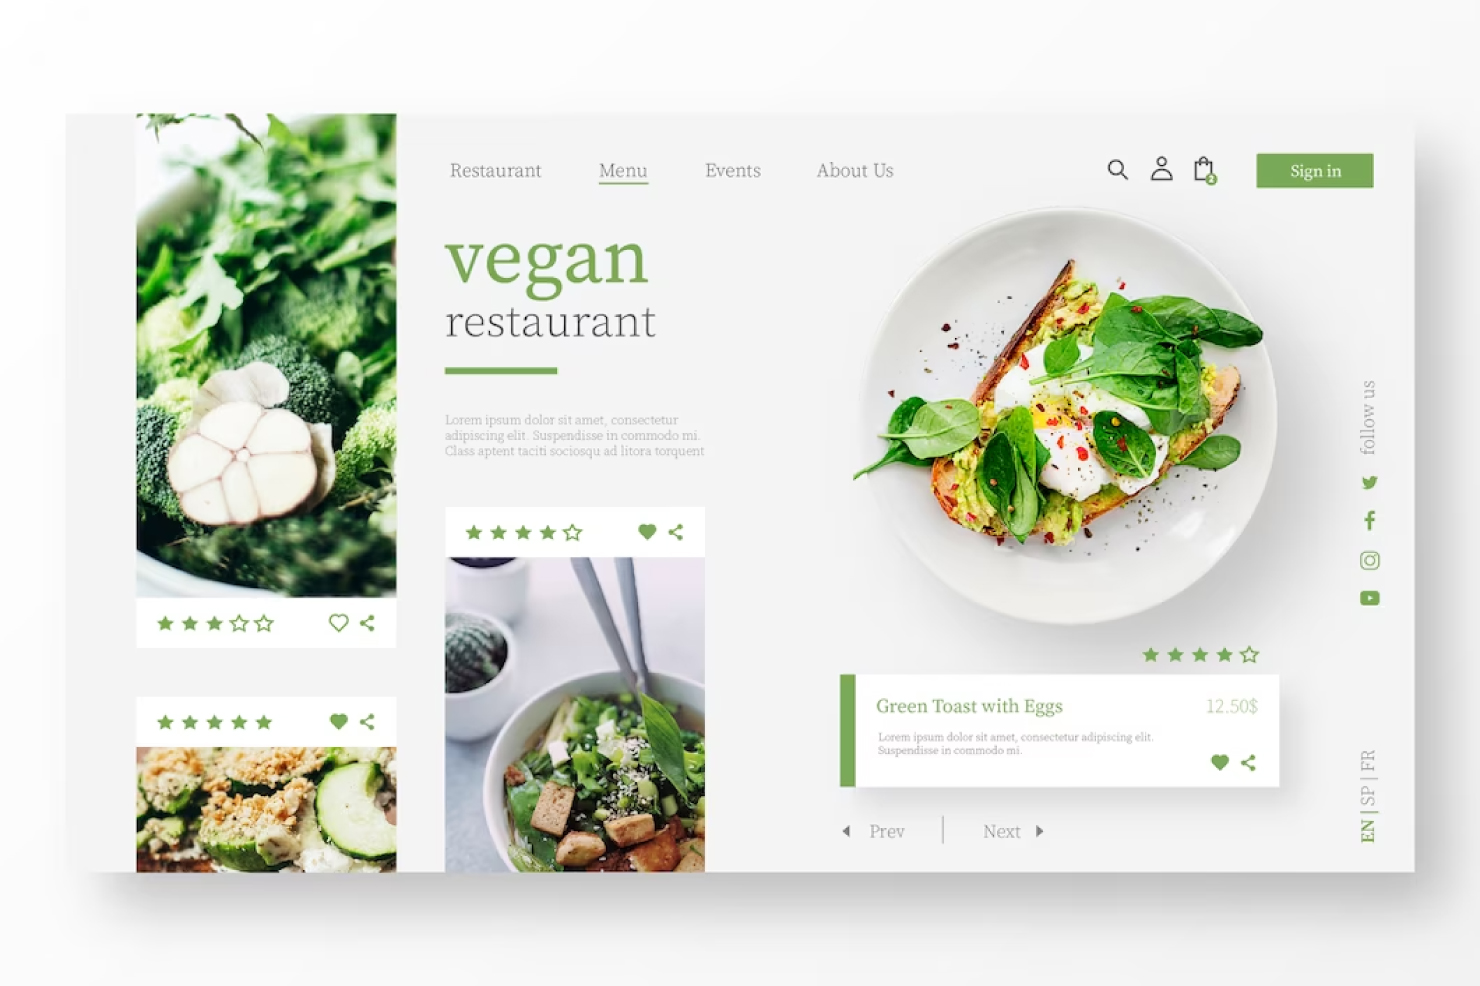 Restaurant
Menu
Events
About Us
2
Sign in
vegan
restaurant
Lorem ipsum dolor sit amet, consectetur
adipiscing elit. Suspendisse in commodo mi.
Class aptent taciti sociosqu ad litora torquent
follow us
Green Toast with Eggs
12.50$
Lorem ipsum dolor sit amet, consectetur adipiscing elit.
Suspendisse in commodo mi.
Prev
Next
EN | SP | FR